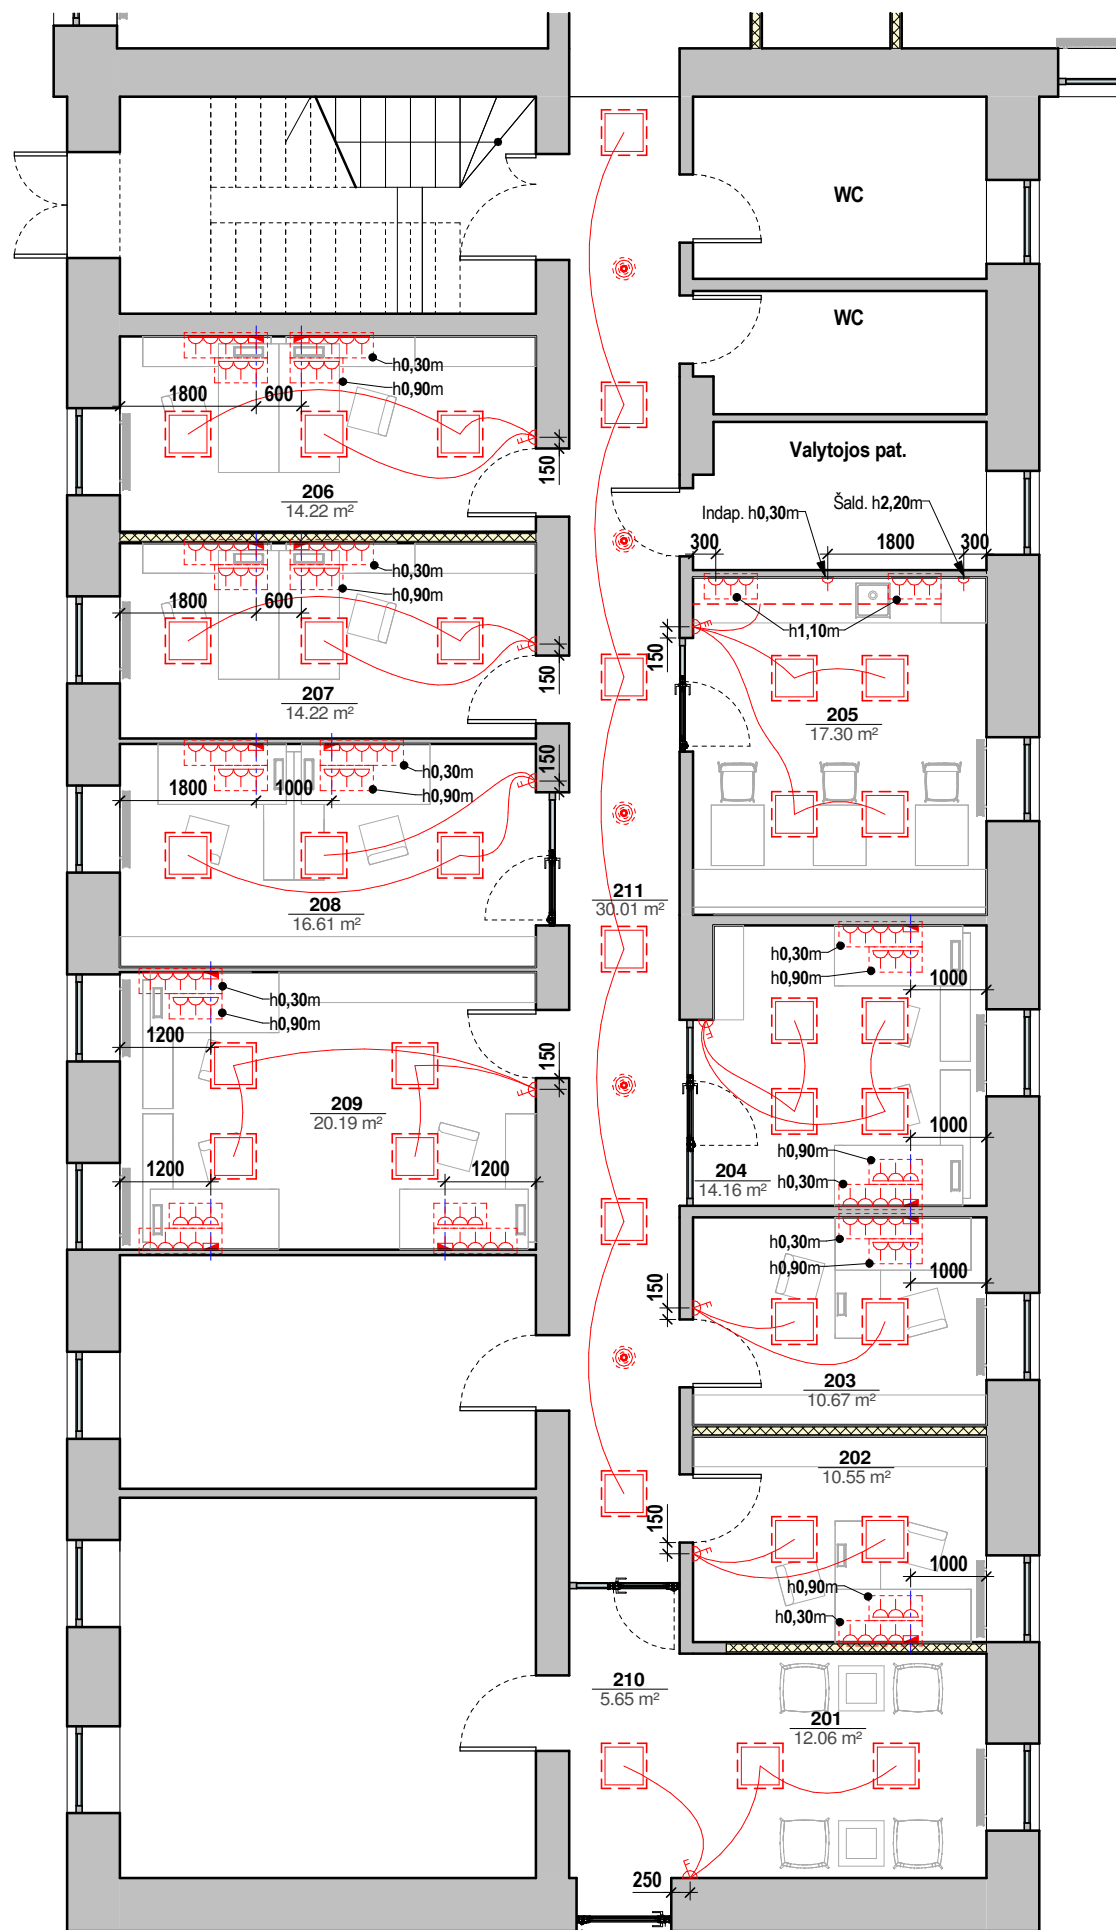 WC
WC
h0,30m
h0,90m
1800
600
150
206
14.22 m²
Valytojos pat.
Indap. h0,30m
Šald. h2,20m
300
1800
300
h1,10m
150
h0,30m
h0,90m
1800
600
150
207
14.22 m²
205
17.30 m²
150
h0,30m
h0,90m
1800
1000
208
16.61 m²
211
30.01 m²
h0,30m
h0,90m
1000
h0,30m
h0,90m
1200
150
209
20.19 m²
1200
1200
1000
h0,90m
h0,30m
204
14.16 m²
h0,30m
h0,90m
1000
150
203
10.67 m²
202
10.55 m²
150
1000
h0,90m
h0,30m
210
5.65 m²
201
12.06 m²
250